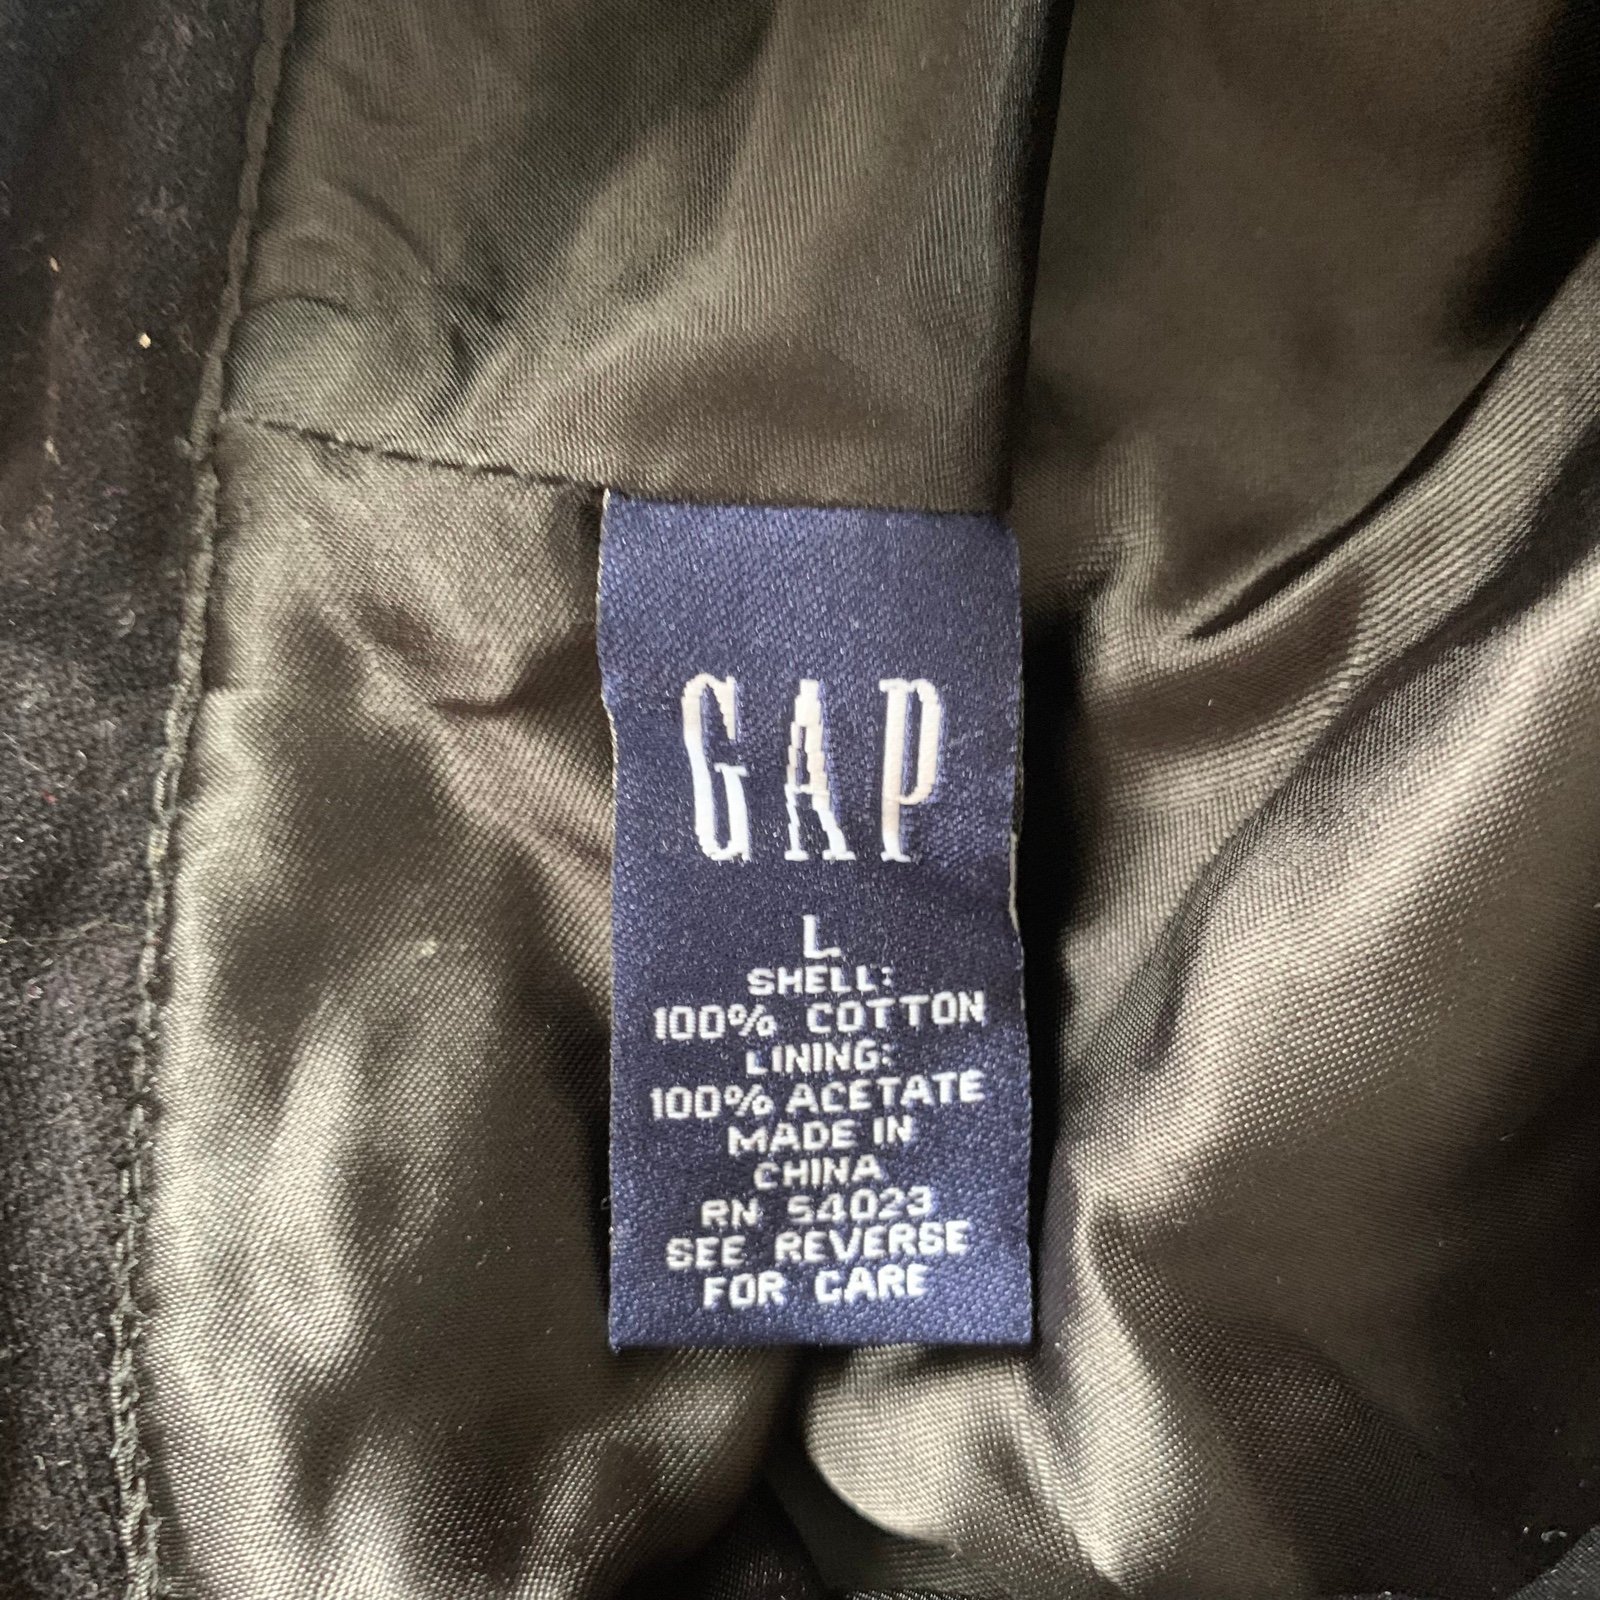 GAP
L
SHELL:
100% COTTON
LINING:
100% ACETATE
MADE IN
CHINA
RN 54023
SEE REVERSE
FOR CARE